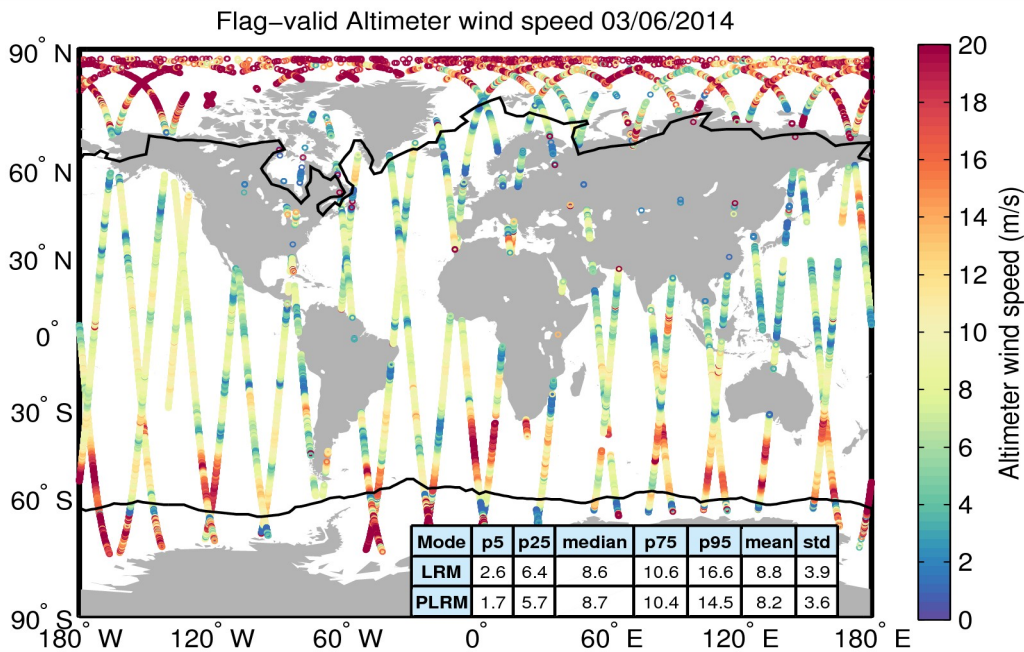 Flag−valid Altimeter wind speed 03/06/2014
90° N
60° N
30° N
0°
30° S
60° S
90° S
180° W
120° W
60° W
0°
60° E
120° E
180° E
Mode p5 p25 median p75 p95 mean std
LRM 2.6 6.4 8.6 10.6 16.6 8.8 3.9
PLRM 1.7 5.7 8.7 10.4 14.5 8.2 3.6
20
18
16
14
12
10
8
6
4
2
0
Altimeter wind speed (m/s)